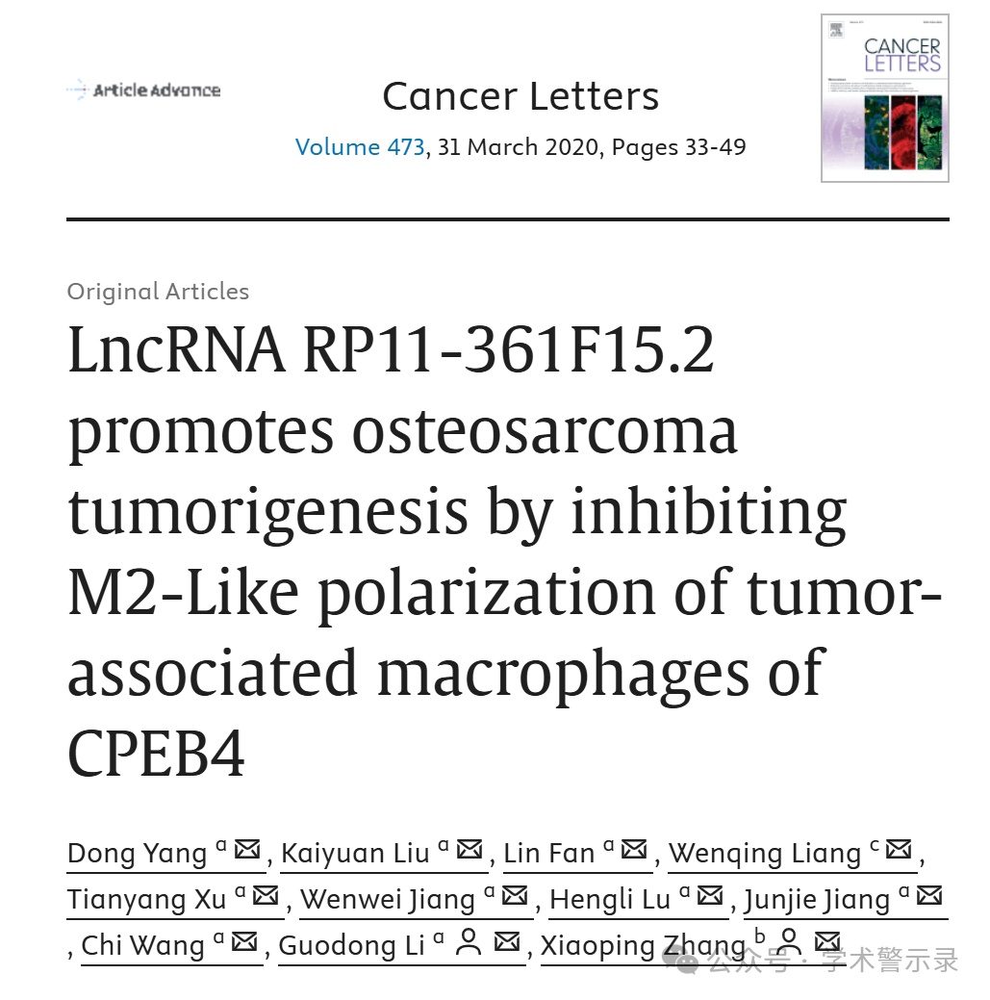 Article Advance
Cancer Letters
Volume 473, 31 March 2020, Pages 33-49
CANCER
LETTERS
Original Articles
LncRNA RP11-361F15.2
promotes osteosarcoma
tumorigenesis by inhibiting
M2-Like polarization of tumor-
associated macrophages of
CPEB4
Dong Yang a, Kaiyuan Liu a, Lin Fan a, Wenqing Liang c,
Tianyang Xu a, Wenwei Jiang a, Hengli Lu a, Junjie Jiang a
, Chi Wang a, Guodong Li a, Xiaoping Zhang b
公众号 · 学术警示录